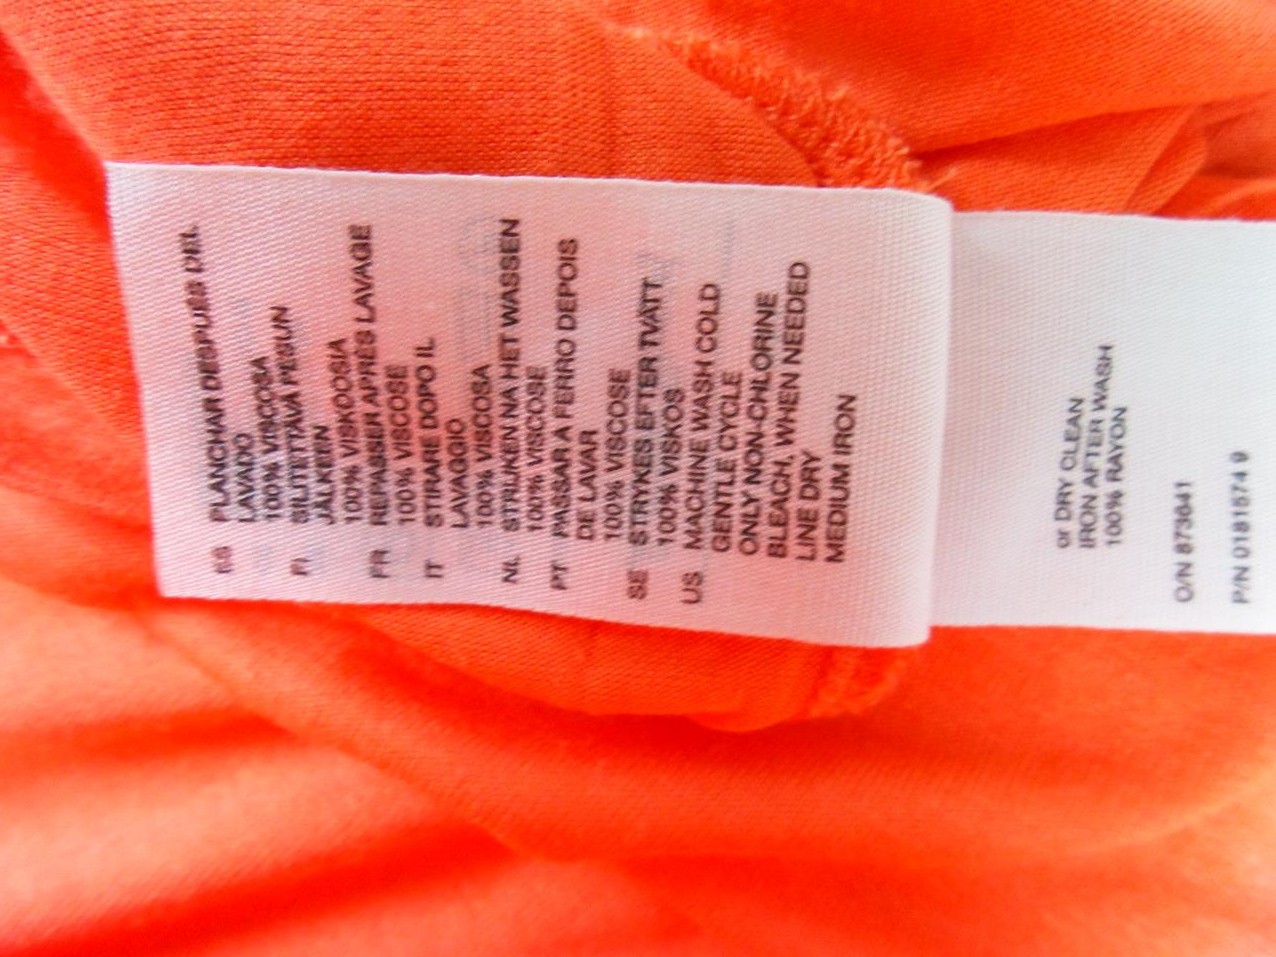 ES PLANCHAR DESPUÉS DEL
LAVADO
100% VISCOSA
FI SILITETTÄVÄ PESUN
JÄLKEEN
100% VISKOOSIA
FR REPASSER APRÈS LAVAGE
100% VISCOSE
IT STIRARE DOPO IL
LAVAGGIO
100% VISCOSA
NL STRIJKEN NA HET WASSEN
100% VISCOSE
PT PASSAR A FERRO DEPOIS
DE LAVAR
100% VISCOSE
SE STRYKES EFTER TVÄTT
100% VISKOS
US MACHINE WASH COLD
GENTLE CYCLE
ONLY NON-CHLORINE
BLEACH, WHEN NEEDED
LINE DRY
MEDIUM IRON
or DRY CLEAN
IRON AFTER WASH
100% RAYON
O/N 873641
P/N 0181574 9